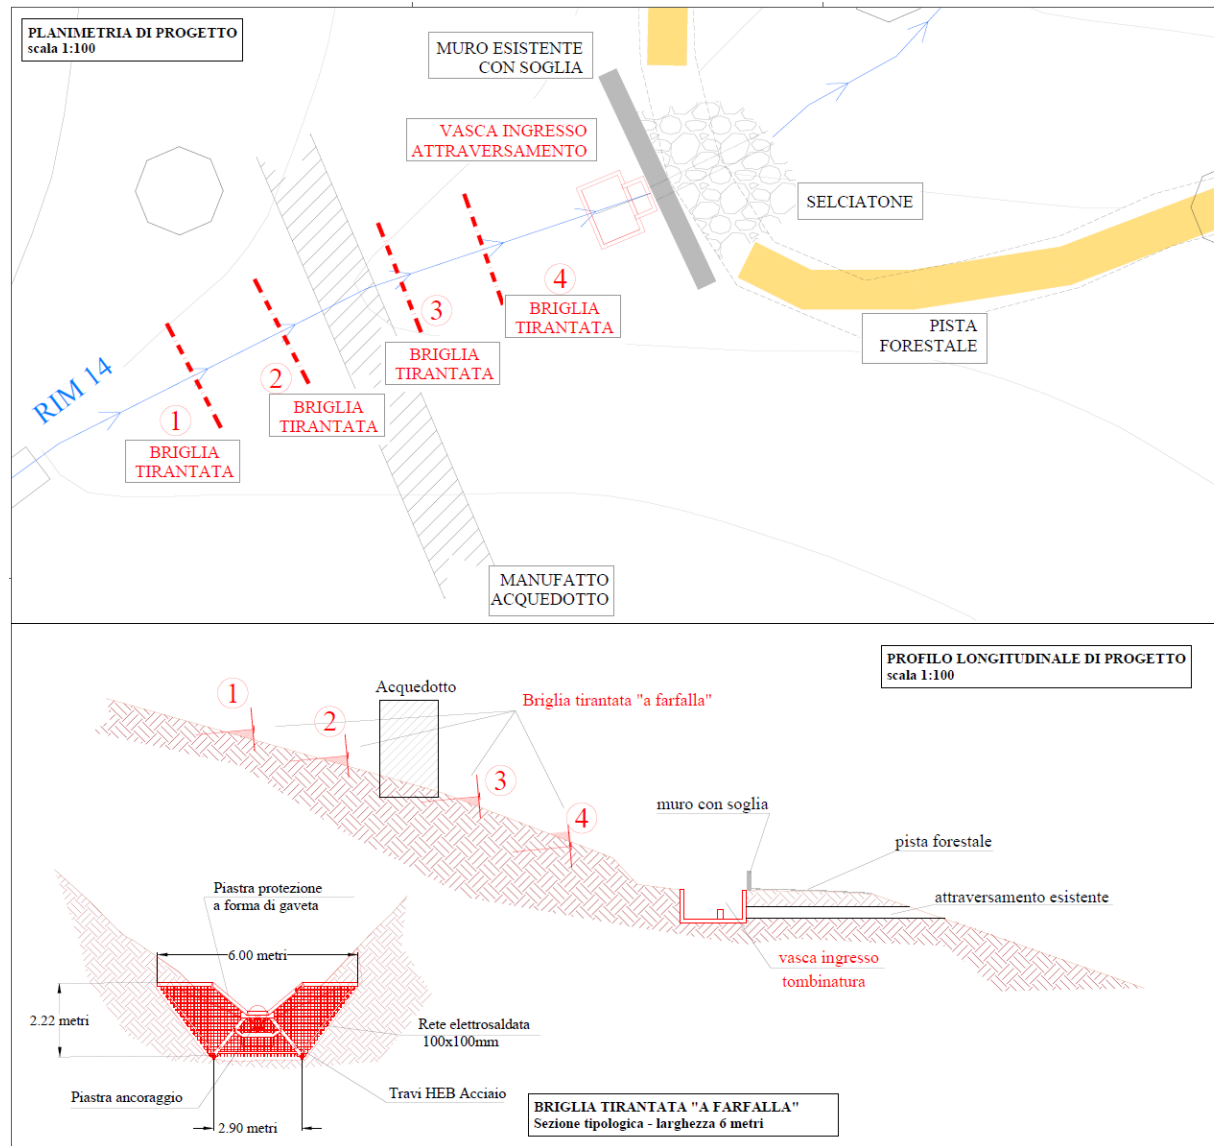 PLANIMETRIA DI PROGETTO
scala 1:100
MURO ESISTENTE
CON SOGLIA
VASCA INGRESSO
ATTRAVERSAMENTO
SELCIATONE
4
BRIGLIA
TIRANTATA
3
BRIGLIA
TIRANTATA
PISTA
FORESTALE
2
BRIGLIA
TIRANTATA
RIM 14
1
BRIGLIA
TIRANTATA
MANUFATTO
ACQUEDOTTO
PROFILO LONGITUDINALE DI PROGETTO
scala 1:100
1
2
Acquedotto
Briglia tirantata "a farfalla"
3
4
muro con soglia
pista forestale
attraversamento esistente
vasca ingresso
tombinatura
Piastra protezione
a forma di gaveta
6.00 metri
2.22 metri
Rete elettrosaldata
100x100mm
Piastra ancoraggio
Travi HEB Acciaio
2.90 metri
BRIGLIA TIRANTATA "A FARFALLA"
Sezione tipologica - larghezza 6 metri